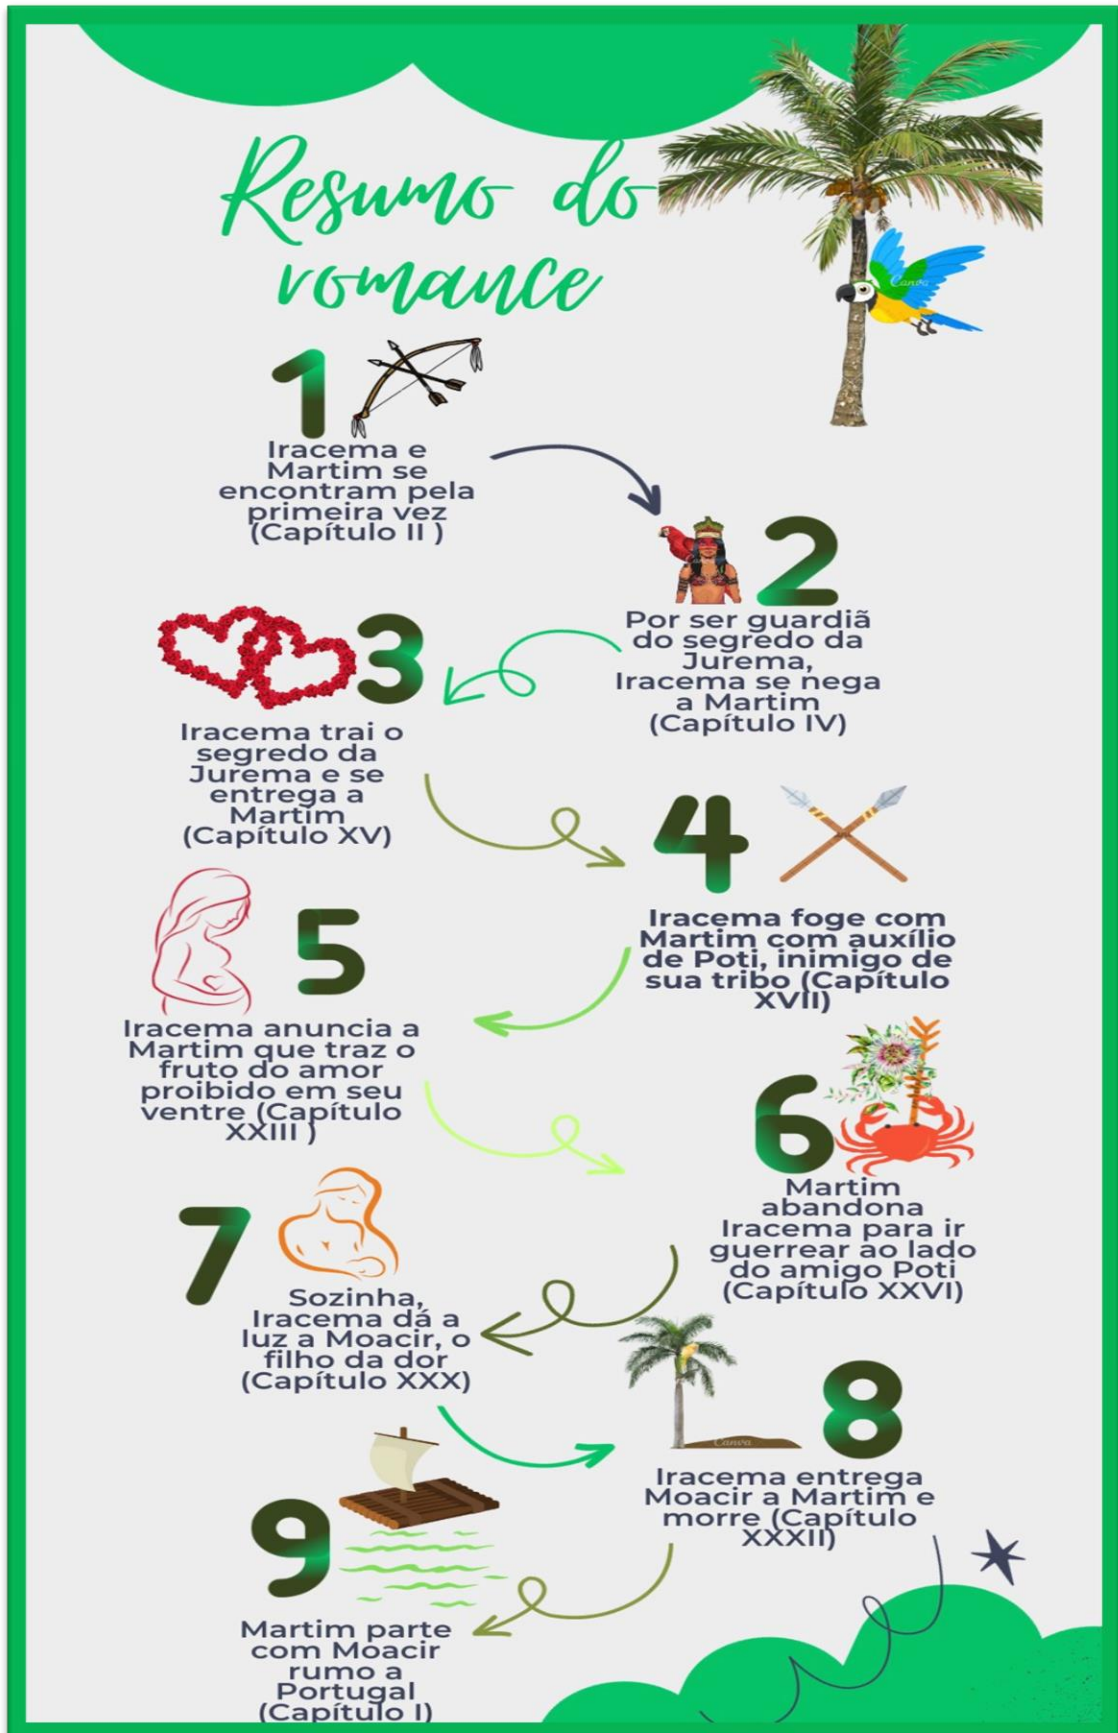 Resumo do
romance
1
Iracema e
Martim se
encontram pela
primeira vez
(Capítulo II )
2
Por ser guardiã
do segredo da
Jurema,
Iracema se nega
a Martim
(Capítulo IV)
3
Iracema trai o
segredo da
Jurema e se
entrega a
Martim
(Capítulo XV)
4
Iracema foge com
Martim com auxílio
de Poti, inimigo de
sua tribo (Capítulo
XVII)
5
Iracema anuncia a
Martim que traz o
fruto do amor
proibido em seu
ventre (Capítulo
XXIII )
6
Martim
abandona
Iracema para ir
guerrear ao lado
do amigo Poti
(Capítulo XXVI)
7
Sozinha,
Iracema dá a
luz a Moacir, o
filho da dor
(Capítulo XXX)
8
Iracema entrega
Moacir a Martim e
morre (Capítulo
XXXII)
9
Martim parte
com Moacir
rumo a
Portugal
(Capítulo I)
Canva
Canva